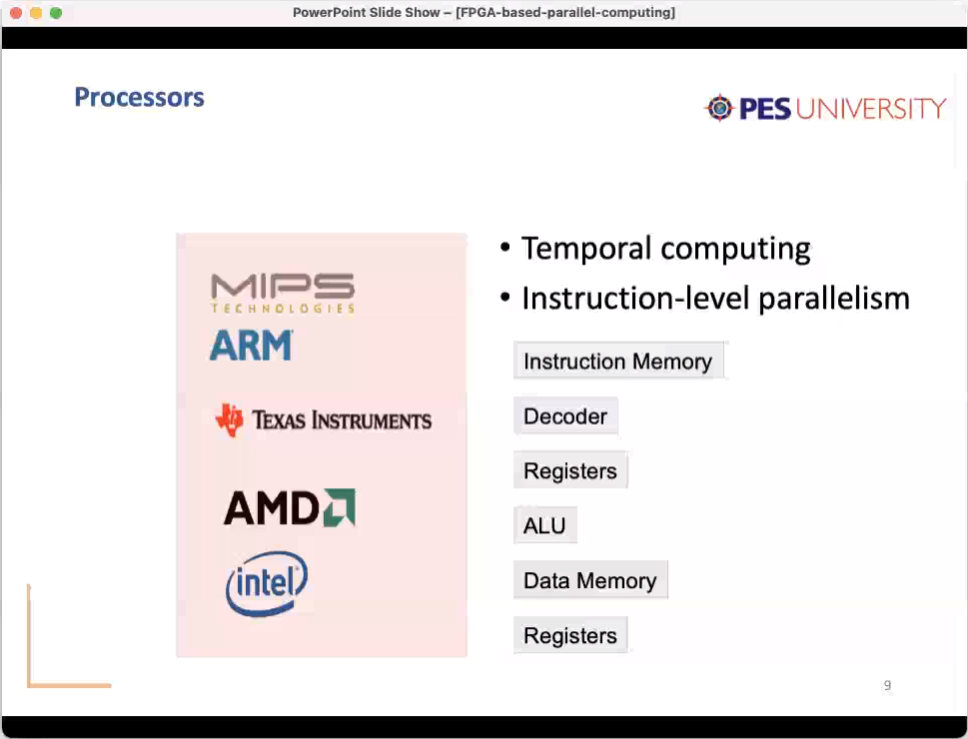 PowerPoint Slide Show – [FPGA-based-parallel-computing]
Processors
PES UNIVERSITY
MIPS
TECHNOLOGIES
ARM
TEXAS INSTRUMENTS
AMD
intel
• Temporal computing
• Instruction-level parallelism
Instruction Memory
Decoder
Registers
ALU
Data Memory
Registers
9